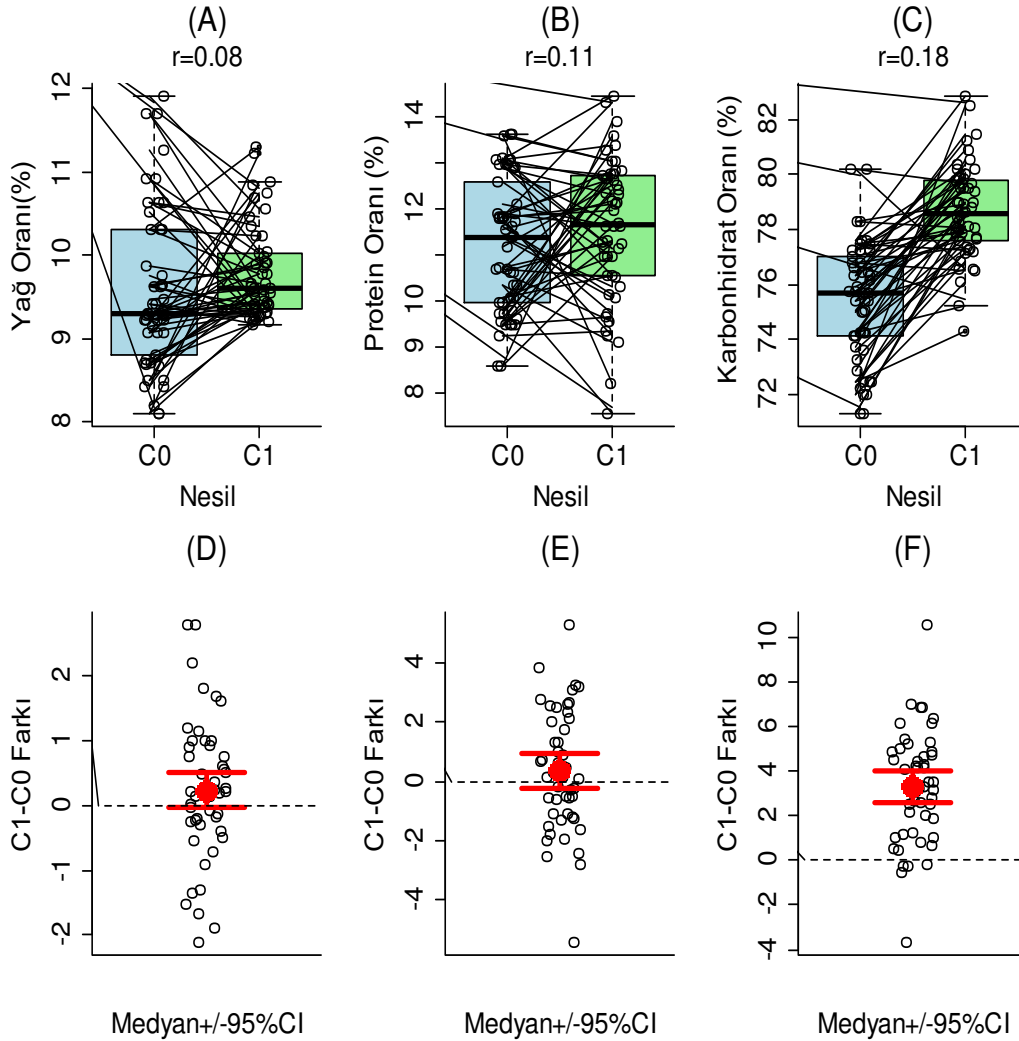 (A)
r=0.08
Yağ Oranı(%)
12
11
10
9
8
C0 C1
Nesil
(B)
r=0.11
Protein Oranı (%)
14
12
10
8
C0 C1
Nesil
(C)
r=0.18
Karbonhidrat Oranı (%)
82
80
78
76
74
72
C0 C1
Nesil
(D)
C1-C0 Farkı
2
1
0
-1
-2
Medyan+/-95%CI
(E)
C1-C0 Farkı
4
2
0
-2
-4
Medyan+/-95%CI
(F)
C1-C0 Farkı
10
8
6
4
2
0
-2
-4
Medyan+/-95%CI